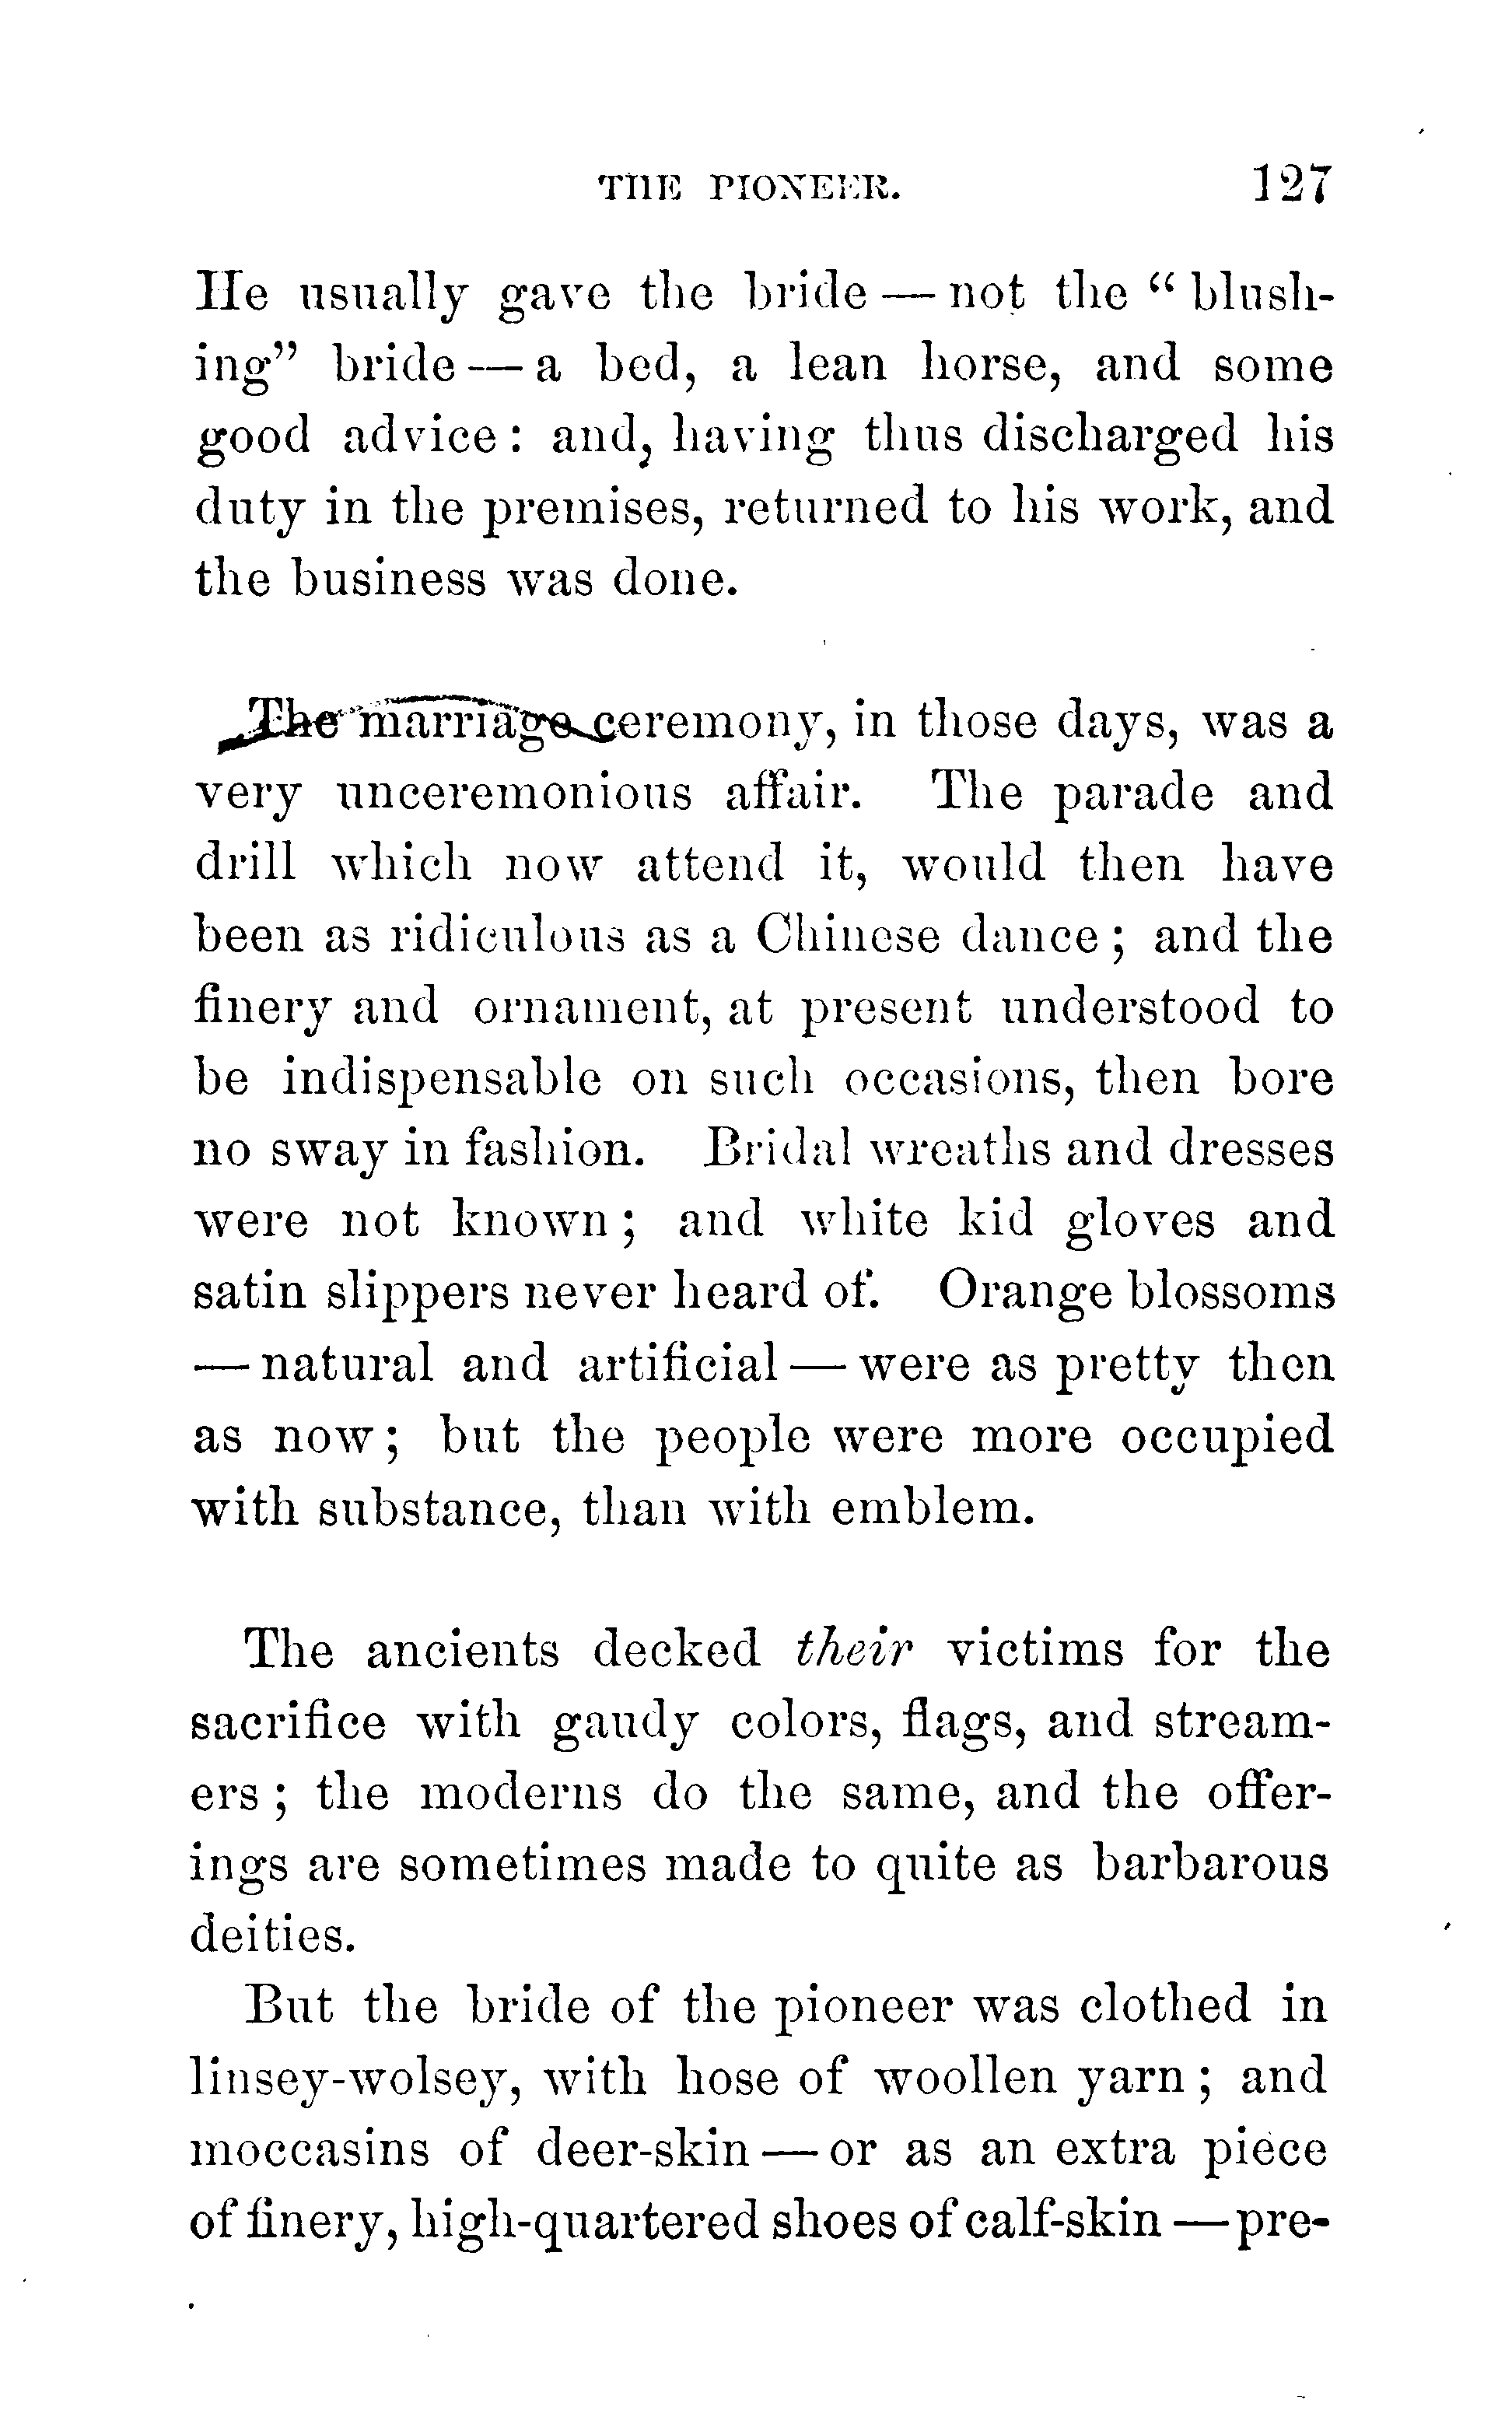 THE PIONEER. 127
He usually gave the bride — not the “ blush-
ing” bride — a bed, a lean horse, and some
good advice : and, having thus discharged his
duty in the premises, returned to his work, and
the business was done.
The marriage ceremony, in those days, was a
very unceremonious affair. The parade and
drill which now attend it, would then have
been as ridiculous as a Chinese dance ; and the
finery and ornament, at present understood to
be indispensable on such occasions, then bore
no sway in fashion. Bridal wreaths and dresses
were not known ; and white kid gloves and
satin slippers never heard of. Orange blossoms
— natural and artificial — were as pretty then
as now ; but the people were more occupied
with substance, than with emblem.
The ancients decked their victims for the
sacrifice with gaudy colors, flags, and stream-
ers ; the moderns do the same, and the offer-
ings are sometimes made to quite as barbarous
deities.
But the bride of the pioneer was clothed in
linsey-wolsey, with hose of woollen yarn ; and
moccasins of deer-skin — or as an extra piece
of finery, high-quartered shoes of calf-skin — pre-